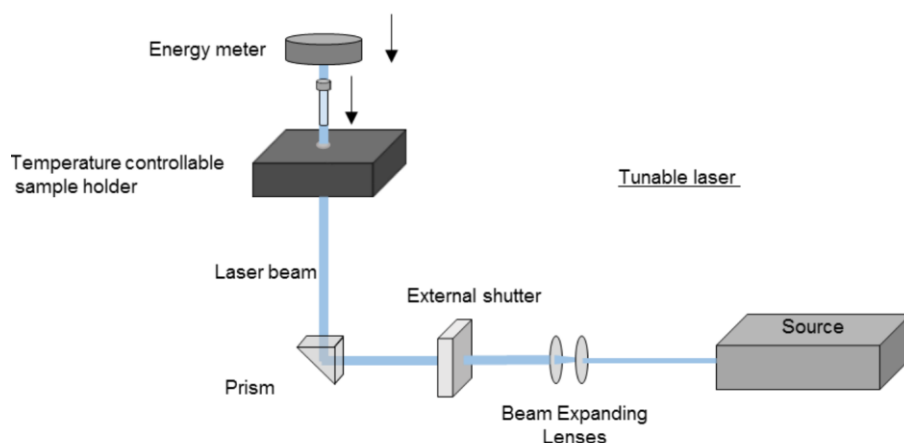 Energy meter
Temperature controllable
sample holder
Tunable laser
Laser beam
External shutter
Source
Prism
Beam Expanding
Lenses